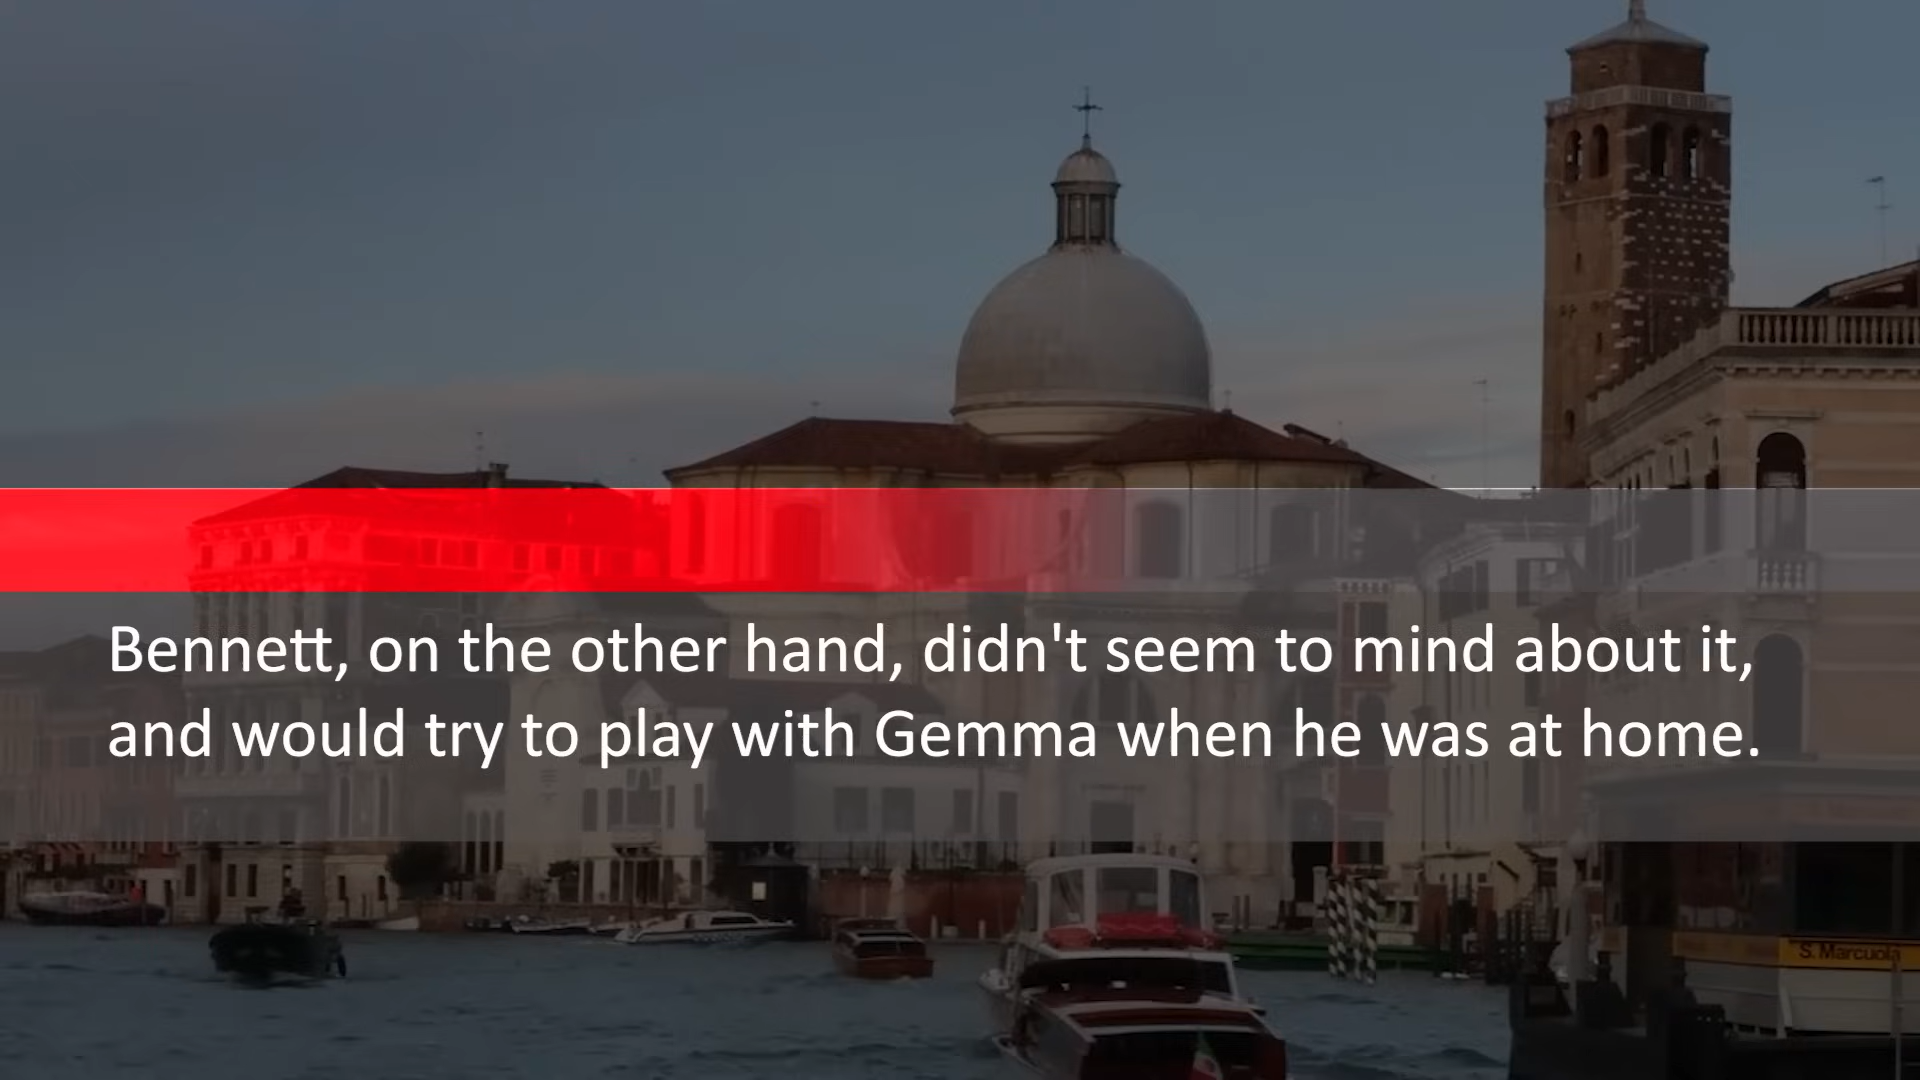 Bennett, on the other hand, didn't seem to mind about it,
and would try to play with Gemma when he was at home.
S. Marcuola